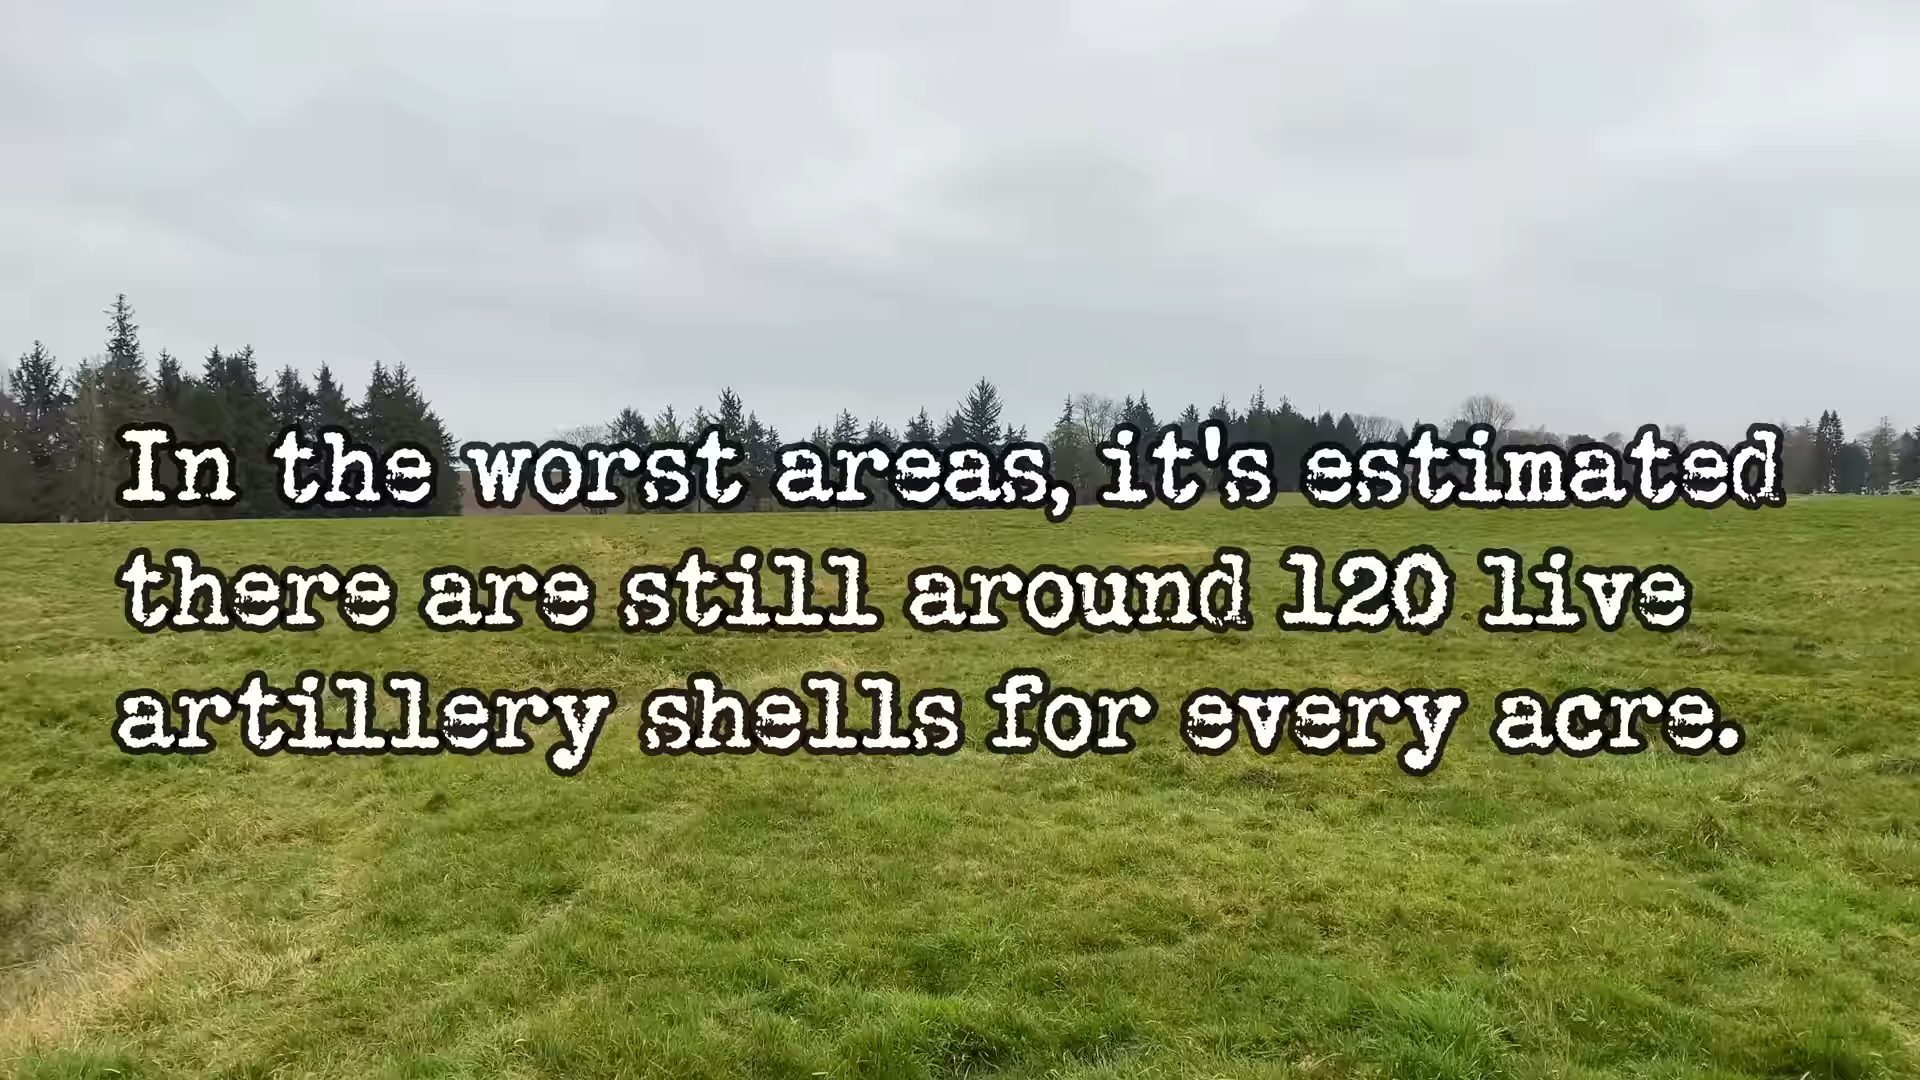 In the worst areas, it's estimated
there are still around 120 live
artillery shells for every acre.